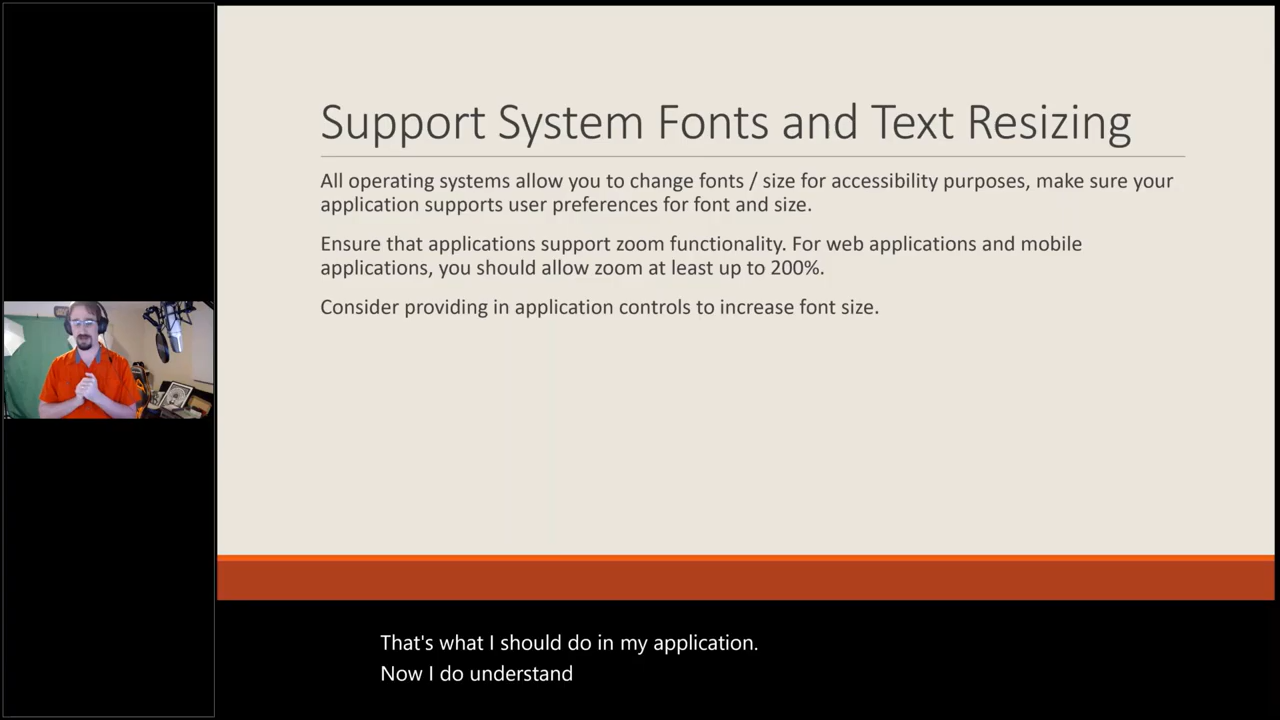 Support System Fonts and Text Resizing
All operating systems allow you to change fonts / size for accessibility purposes, make sure your
application supports user preferences for font and size.
Ensure that applications support zoom functionality. For web applications and mobile
applications, you should allow zoom at least up to 200%.
Consider providing in application controls to increase font size.
That's what I should do in my application.
Now I do understand